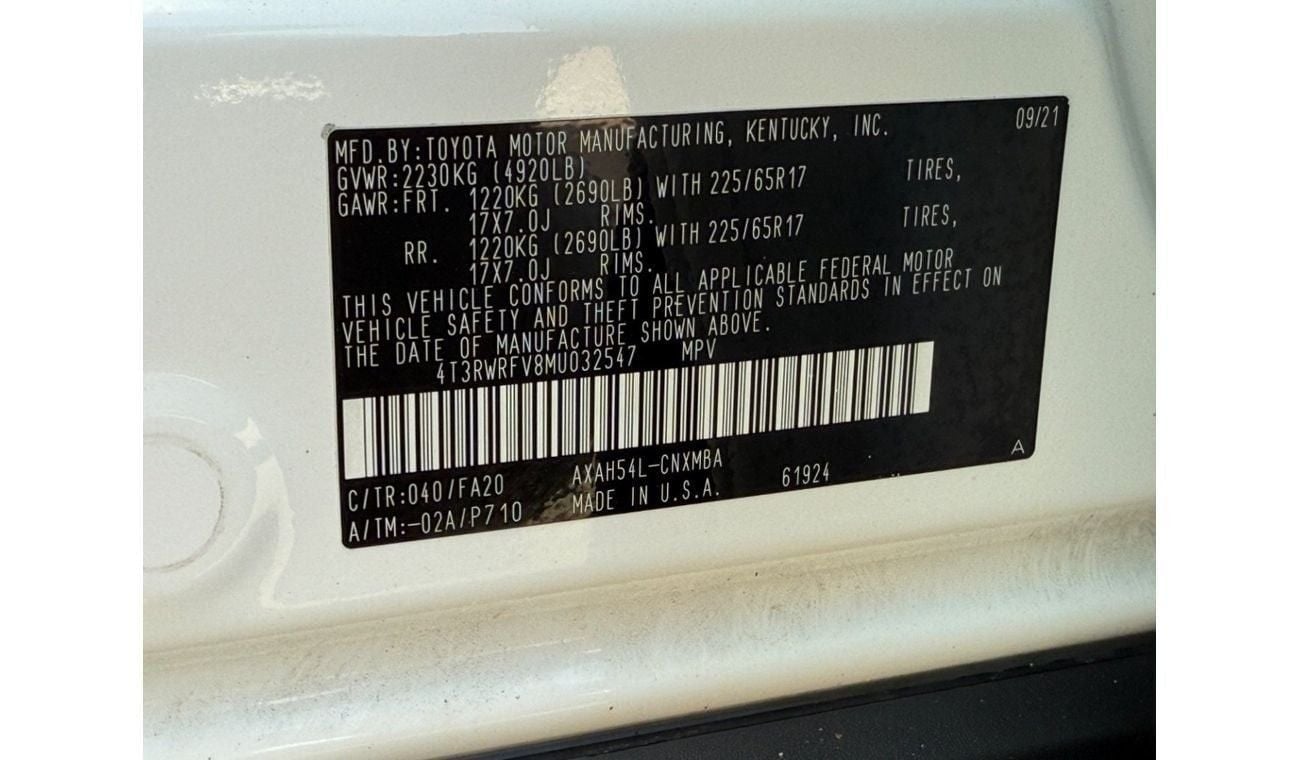 MFD.BY:TOYOTA MOTOR MANUFACTURING, KENTUCKY, INC. 09/21
GVWR:2230KG (4920LB)
GAWR:FRT. 1220KG (2690LB) WITH 225/65R17 TIRES,
17X7.0J RIMS.
RR. 1220KG (2690LB) WITH 225/65R17 TIRES,
17X7.0J RIMS.
THIS VEHICLE CONFORMS TO ALL APPLICABLE FEDERAL MOTOR
VEHICLE SAFETY AND THEFT PREVENTION STANDARDS IN EFFECT ON
THE DATE OF MANUFACTURE SHOWN ABOVE.
4T3RWRFV8MU032547 MPV
C/TR:040/FA20 AXAH54L-CNXMBA A
A/TM:-02A/P710 MADE IN U.S.A. 61924